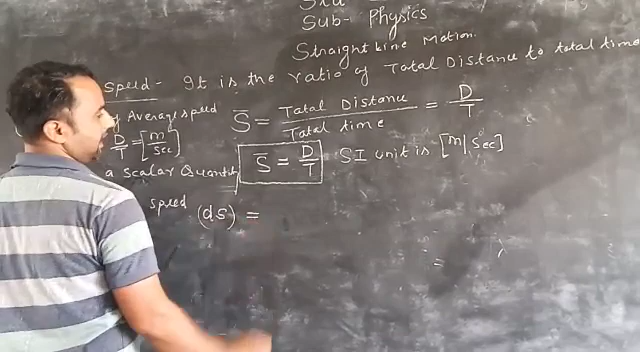 Sub- Physics
Straight Line Motion.
Speed- It is the ratio of Total Distance to total time
Average speed S̅ = Total Distance / Total time = D/T
D/T = [m/sec]
S̅ = D/T SI unit is [m/sec]
a scalar Quantity
speed (ds) =